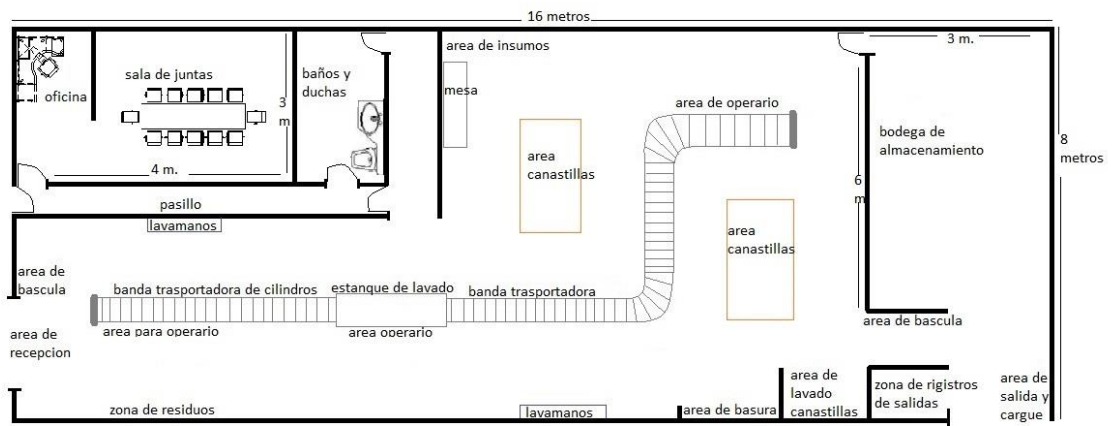 16 metros
3 m.
area de insumos
sala de juntas
baños y
duchas
oficina
mesa
3
m
area de operario
bodega de
almacenamiento
8
metros
area
canastillas
4 m.
6
m
pasillo
lavamanos
area
canastillas
area de
bascula
banda trasportadora de cilindros
estanque de lavado
banda trasportadora
area para operario
area operario
area de bascula
area de
recepcion
area de
lavado
canastillas
zona de rigistros
de salidas
area de
salida y
cargue
zona de residuos
lavamanos
area de basura